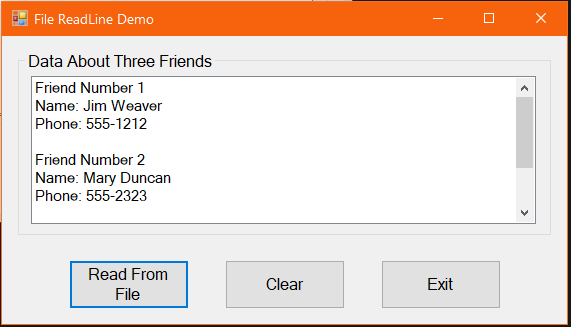 File ReadLine Demo
Data About Three Friends
Friend Number 1
Name: Jim Weaver
Phone: 555-1212
Friend Number 2
Name: Mary Duncan
Phone: 555-2323
Read From
File
Clear
Exit